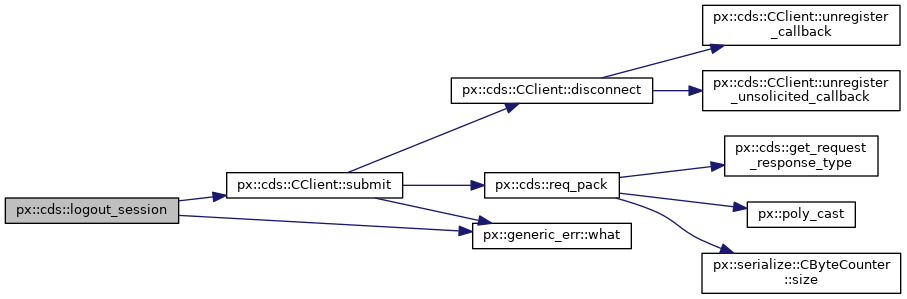 px::cds::logout_session
px::cds::CClient::submit
px::cds::CClient::disconnect
px::cds::CClient::unregister
_callback
px::cds::CClient::unregister
_unsolicited_callback
px::cds::req_pack
px::cds::get_request
_response_type
px::poly_cast
px::serialize::CByteCounter
::size
px::generic_err::what